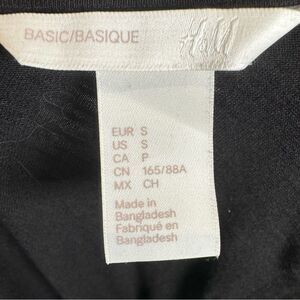 BASIC/BASIQUE H&M
EUR S
US S
CA P
CN 165/88A
MX CH
Made in
Bangladesh
Fabriqué en
Bangladesh